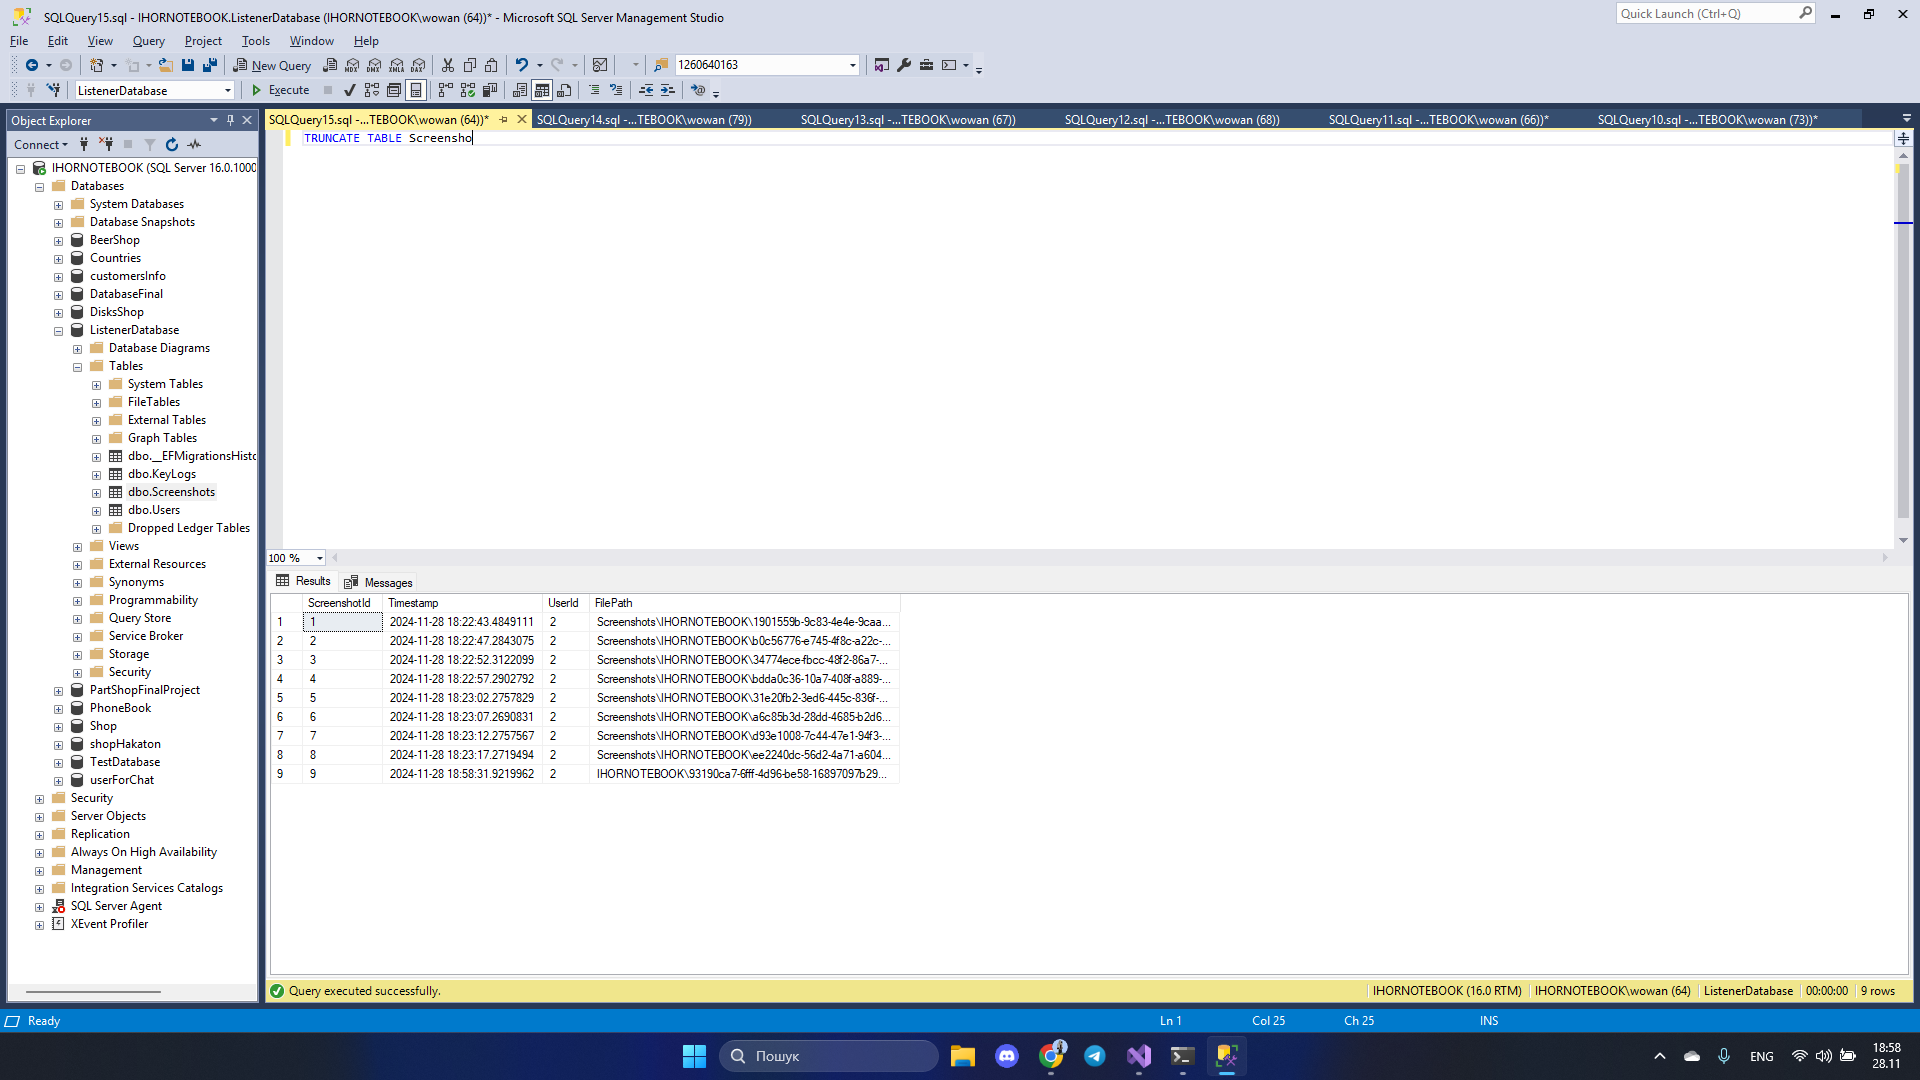 SQLQuery15.sql - IHORNOTEBOOK.ListenerDatabase (IHORNOTEBOOK\wowan (64))* - Microsoft SQL Server Management Studio
Quick Launch (Ctrl+Q)
File Edit View Query Project Tools Window Help
New Query
1260640163
ListenerDatabase
Execute
Object Explorer
SQLQuery15.sql -...TEBOOK\wowan (64))*
SQLQuery14.sql -...TEBOOK\wowan (79))
SQLQuery13.sql -...TEBOOK\wowan (67))
SQLQuery12.sql -...TEBOOK\wowan (68))
SQLQuery11.sql -...TEBOOK\wowan (66))*
SQLQuery10.sql -...TEBOOK\wowan (73))*
Connect
TRUNCATE TABLE Screensho
IHORNOTEBOOK (SQL Server 16.0.1000
Databases
System Databases
Database Snapshots
BeerShop
Countries
customersInfo
DatabaseFinal
DisksShop
ListenerDatabase
Database Diagrams
Tables
System Tables
FileTables
External Tables
Graph Tables
dbo.__EFMigrationsHisto
dbo.KeyLogs
dbo.Screenshots
dbo.Users
Dropped Ledger Tables
Views
External Resources
Synonyms
Programmability
Query Store
Service Broker
Storage
Security
PartShopFinalProject
PhoneBook
Shop
shopHakaton
TestDatabase
userForChat
Security
Server Objects
Replication
Always On High Availability
Management
Integration Services Catalogs
SQL Server Agent
XEvent Profiler
100 %
Results Messages
ScreenshotId Timestamp UserId FilePath
1 1 2024-11-28 18:22:43.4849111 2 Screenshots\IHORNOTEBOOK\1901559b-9c83-4e4e-9caa...
2 2 2024-11-28 18:22:47.2843075 2 Screenshots\IHORNOTEBOOK\b0c56776-e745-4f8c-a22c-...
3 3 2024-11-28 18:22:52.3122099 2 Screenshots\IHORNOTEBOOK\34774ece-fbcc-48f2-86a7-...
4 4 2024-11-28 18:22:57.2902792 2 Screenshots\IHORNOTEBOOK\bdda0c36-10a7-408f-a889-...
5 5 2024-11-28 18:23:02.2757829 2 Screenshots\IHORNOTEBOOK\31e20fb2-3ed6-445c-836f-...
6 6 2024-11-28 18:23:07.2690831 2 Screenshots\IHORNOTEBOOK\a6c85b3d-28dd-4685-b2d6...
7 7 2024-11-28 18:23:12.2757567 2 Screenshots\IHORNOTEBOOK\d93e1008-7c44-47e1-94f3-...
8 8 2024-11-28 18:23:17.2719494 2 Screenshots\IHORNOTEBOOK\ee2240dc-56d2-4a71-a604...
9 9 2024-11-28 18:58:31.9219962 2 IHORNOTEBOOK\93190ca7-6fff-4d96-be58-16897097b29...
Query executed successfully.
IHORNOTEBOOK (16.0 RTM) IHORNOTEBOOK\wowan (64) ListenerDatabase 00:00:00 9 rows
Ready
Ln 1 Col 25 Ch 25 INS
Пошук
ENG
18:58
28.11